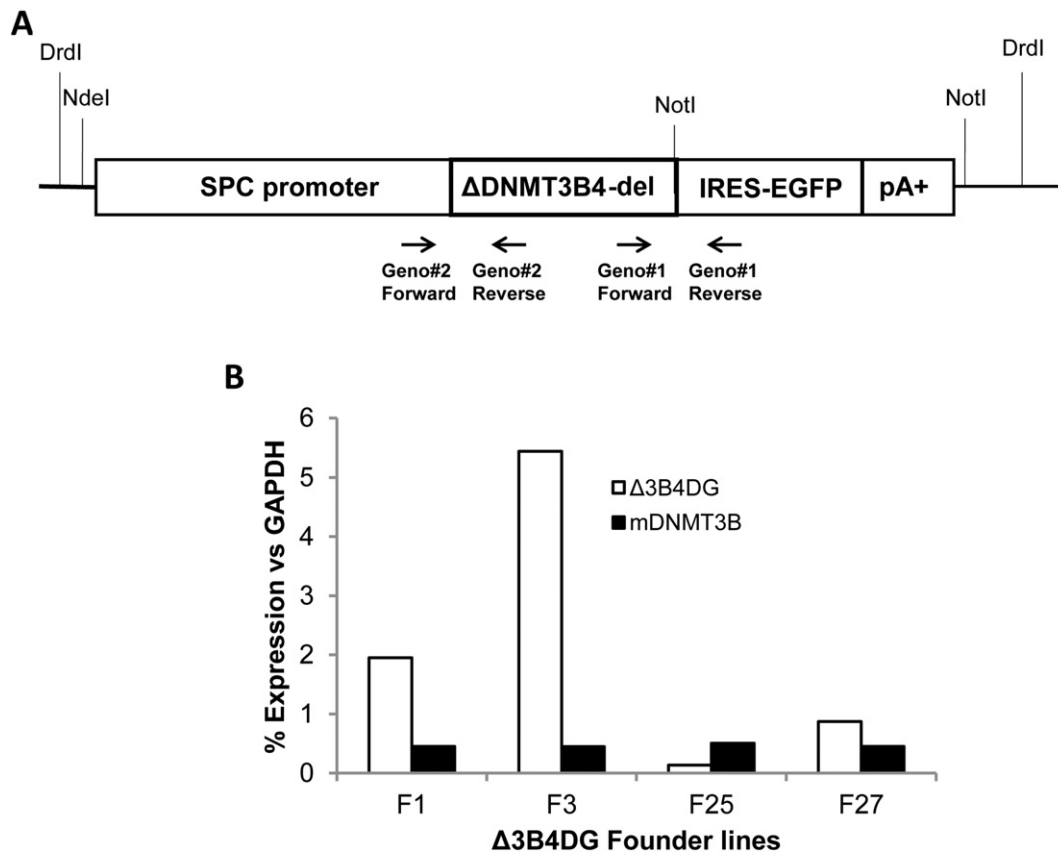 A
DrdI
DrdI
NdeI
NotI
NotI
SPC promoter
ΔDNMT3B4-del
IRES-EGFP
pA+
Geno#2
Forward
Geno#2
Reverse
Geno#1
Forward
Geno#1
Reverse
B
% Expression vs GAPDH
6
5
4
3
2
1
0
Δ3B4DG
mDNMT3B
F1
F3
F25
F27
Δ3B4DG Founder lines